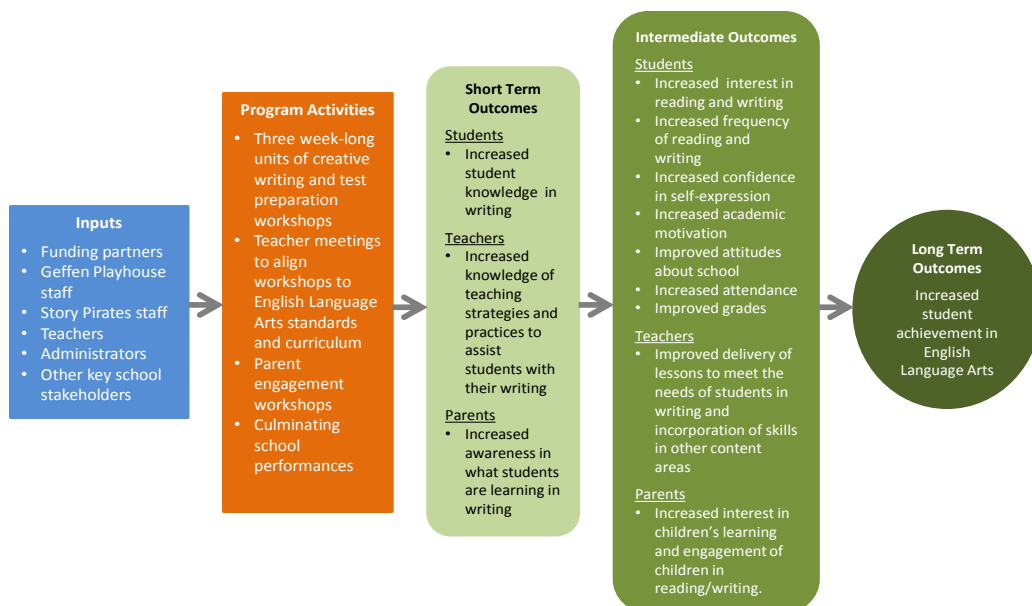 Inputs
• Funding partners
• Geffen Playhouse
staff
• Story Pirates staff
• Teachers
• Administrators
• Other key school
stakeholders
Program Activities
• Three week-long
units of creative
writing and test
preparation
workshops
• Teacher meetings
to align
workshops to
English Language
Arts standards
and curriculum
• Parent
engagement
workshops
• Culminating
school
performances
Short Term
Outcomes
Students
• Increased
student
knowledge in
writing
Teachers
• Increased
knowledge of
teaching
strategies and
practices to
assist
students with
their writing
Parents
• Increased
awareness in
what students
are learning in
writing
Intermediate Outcomes
Students
• Increased interest in
reading and writing
• Increased frequency
of reading and
writing
• Increased confidence
in self-expression
• Increased academic
motivation
• Improved attitudes
about school
• Increased attendance
• Improved grades
Teachers
• Improved delivery of
lessons to meet the
needs of students in
writing and
incorporation of skills
in other content
areas
Parents
• Increased interest in
children’s learning
and engagement of
children in
reading/writing.
Long Term
Outcomes
Increased
student
achievement in
English
Language Arts